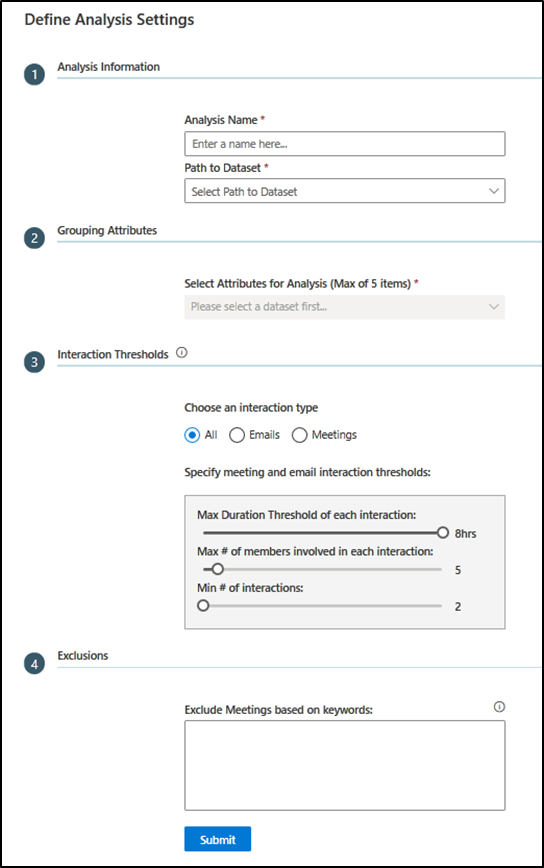 Define Analysis Settings
1
Analysis Information
Analysis Name *
Enter a name here...
Path to Dataset *
Select Path to Dataset
2
Grouping Attributes
Select Attributes for Analysis (Max of 5 items) *
Please select a dataset first...
3
Interaction Thresholds
Choose an interaction type
All Emails Meetings
Specify meeting and email interaction thresholds:
Max Duration Threshold of each interaction:
8hrs
Max # of members involved in each interaction:
5
Min # of interactions:
2
4
Exclusions
Exclude Meetings based on keywords:
Submit